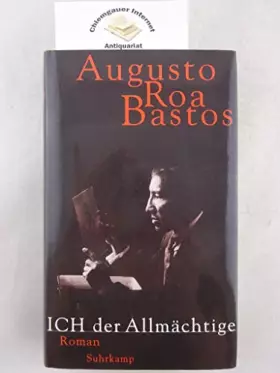 Chiemgauer Internet
Antiquariat
Augusto
Roa
Bastos
ICH der Allmächtige
Roman
Suhrkamp